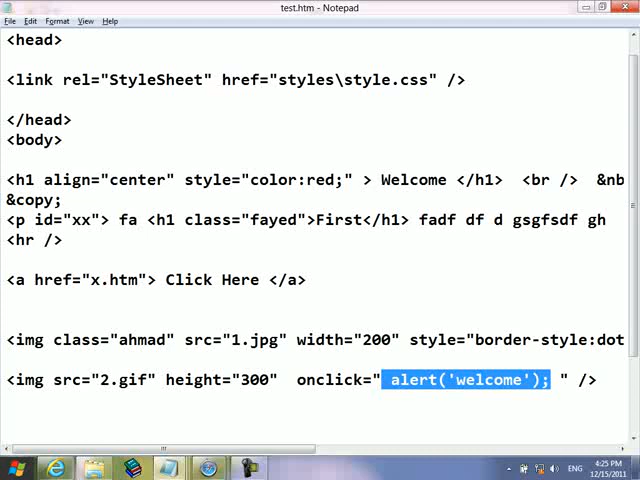 test.htm - Notepad
File Edit Format View Help
<head>
<link rel="StyleSheet" href="styles\style.css" />
</head>
<body>
<h1 align="center" style="color:red;" > Welcome </h1>  <br />  &nb
&copy;
<p id="xx"> fa <h1 class="fayed">First</h1> fadf df d gsgfsdf gh
<hr />
<a href="x.htm"> Click Here </a>
<img class="ahmad" src="1.jpg" width="200" style="border-style:dot
<img src="2.gif" height="300"  onclick=" alert('welcome'); " />
ENG
4:25 PM
12/15/2011